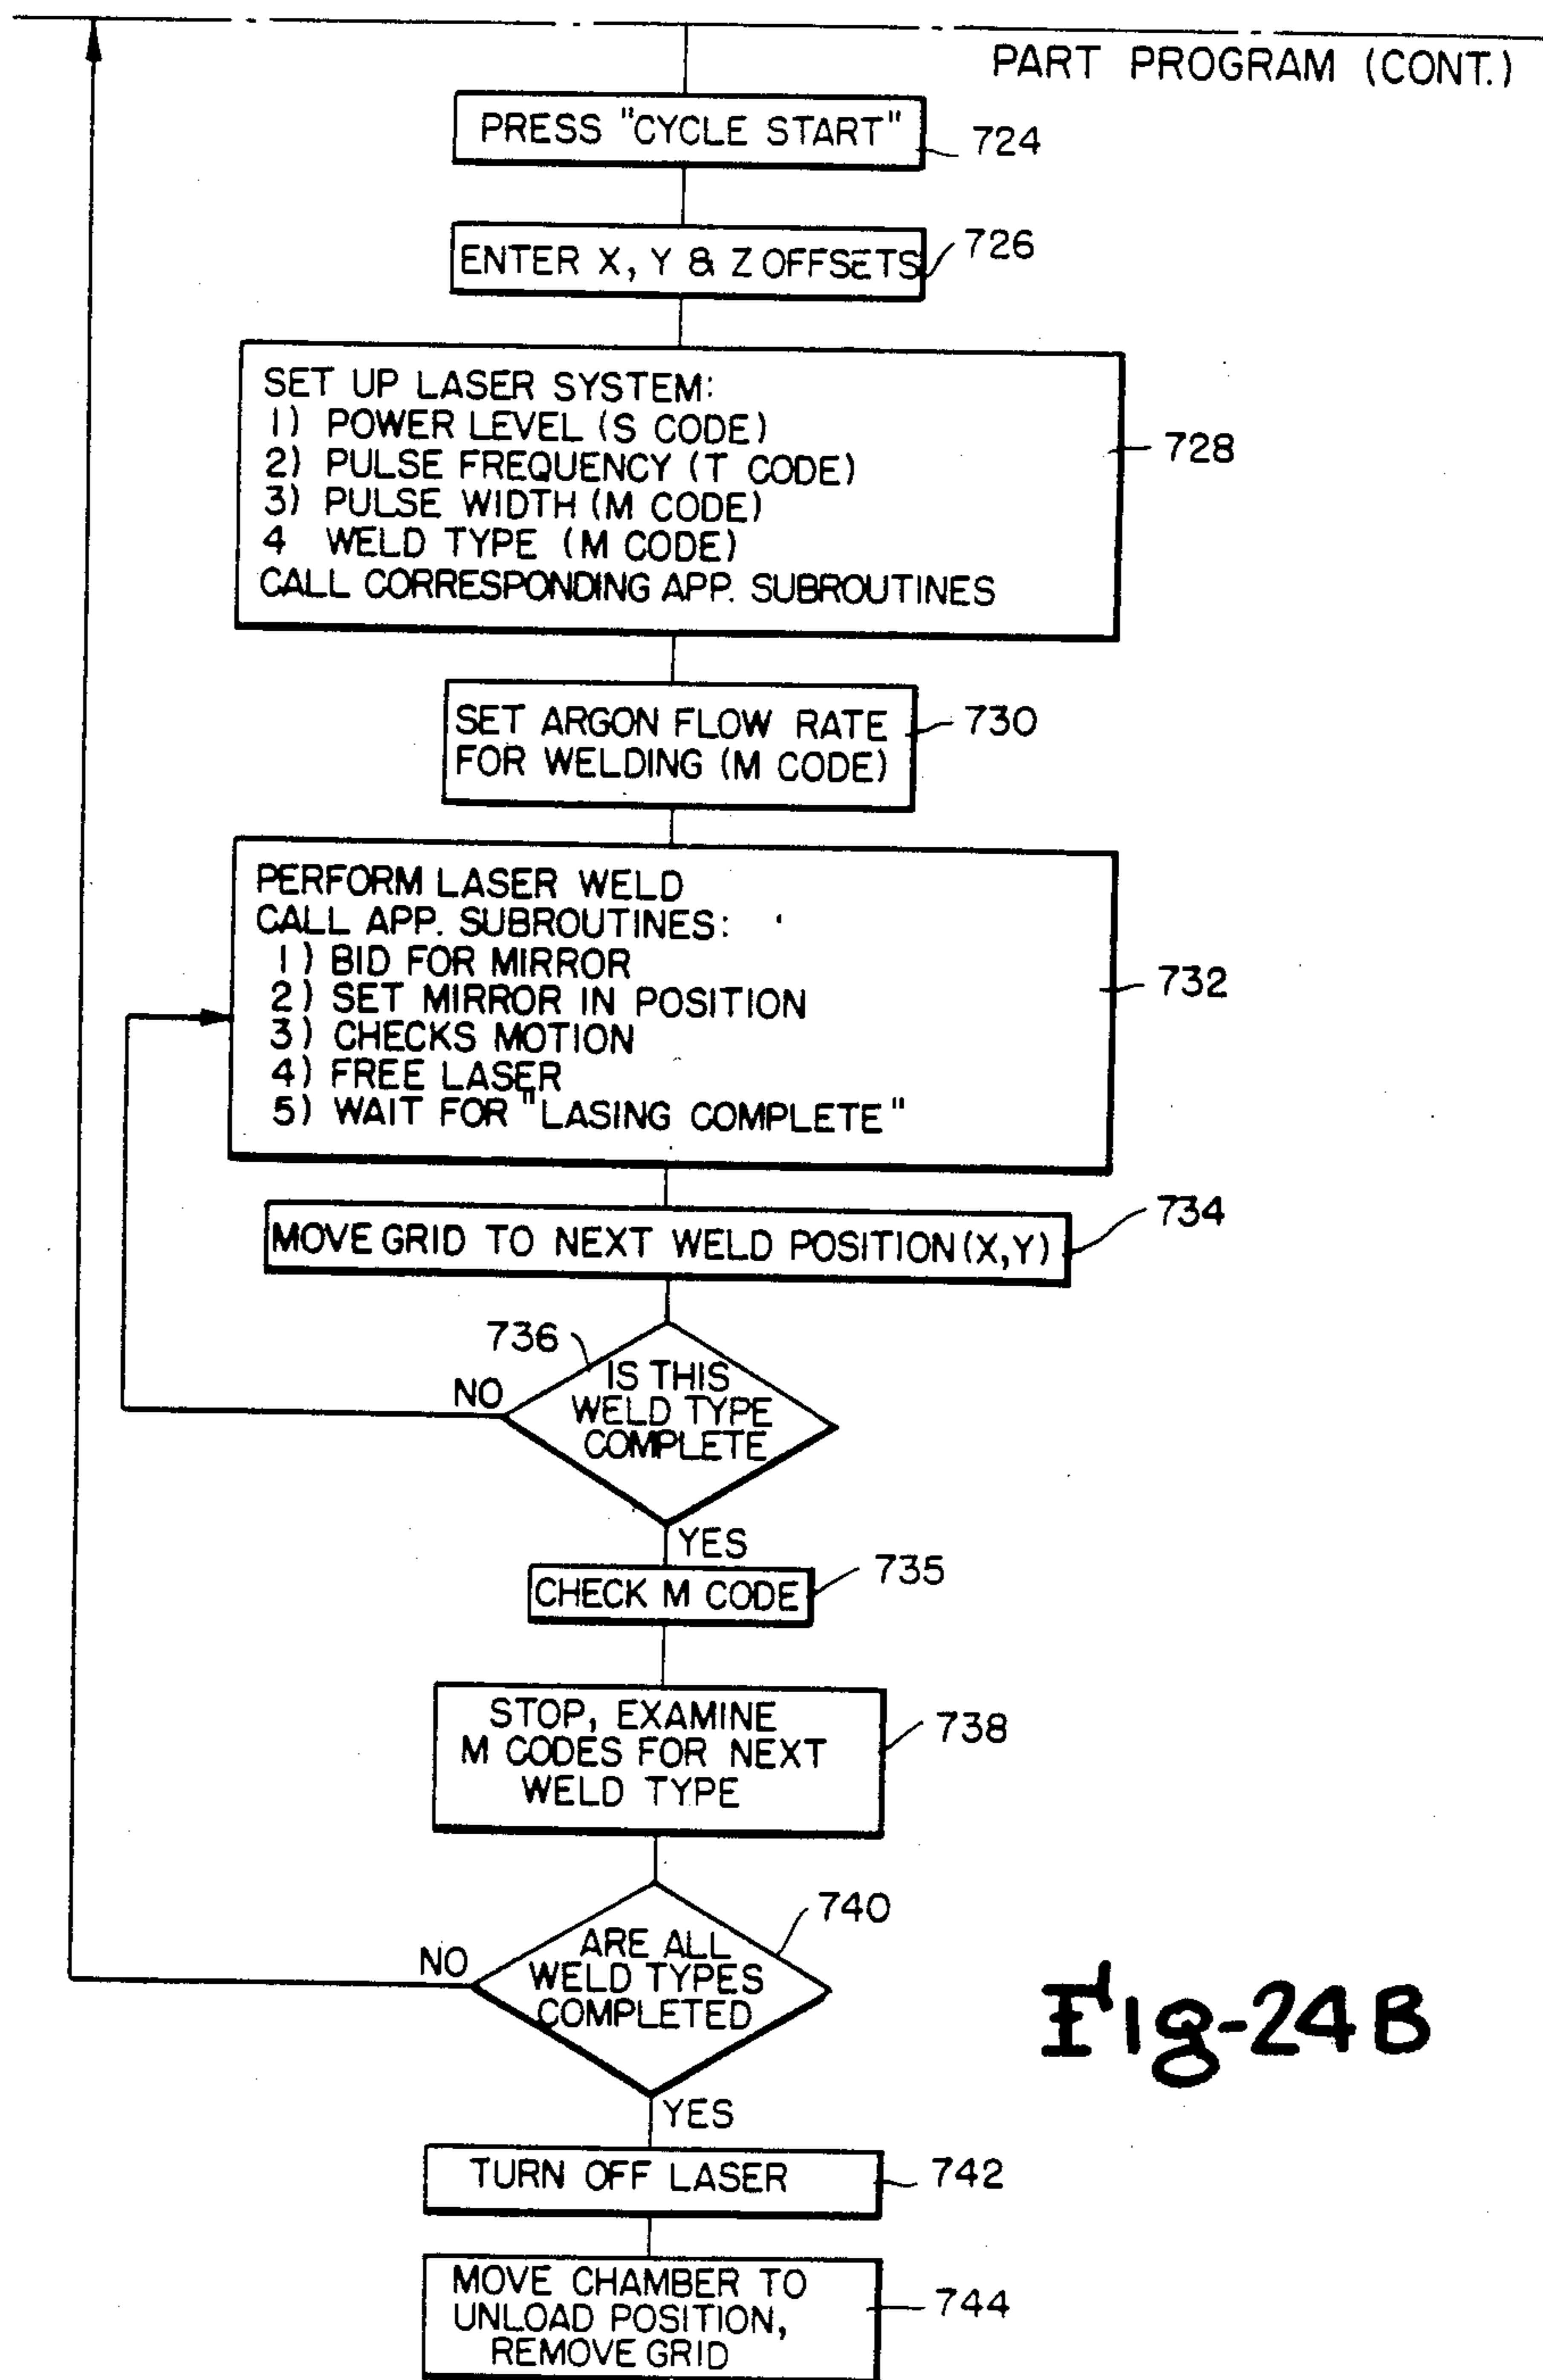 PART PROGRAM (CONT.)
PRESS "CYCLE START"
724
ENTER X, Y & Z OFFSETS
726
SET UP LASER SYSTEM:
1) POWER LEVEL (S CODE)
2) PULSE FREQUENCY (T CODE)
3) PULSE WIDTH (M CODE)
4 WELD TYPE (M CODE)
CALL CORRESPONDING APP. SUBROUTINES
728
SET ARGON FLOW RATE
FOR WELDING (M CODE)
730
PERFORM LASER WELD
CALL APP. SUBROUTINES:
1) BID FOR MIRROR
2) SET MIRROR IN POSITION
3) CHECKS MOTION
4) FREE LASER
5) WAIT FOR "LASING COMPLETE"
732
MOVE GRID TO NEXT WELD POSITION (X,Y)
734
736
IS THIS
WELD TYPE
COMPLETE
NO
YES
CHECK M CODE
735
STOP, EXAMINE
M CODES FOR NEXT
WELD TYPE
738
740
ARE ALL
WELD TYPES
COMPLETED
NO
YES
TURN OFF LASER
742
MOVE CHAMBER TO
UNLOAD POSITION,
REMOVE GRID
744
Fig-24B